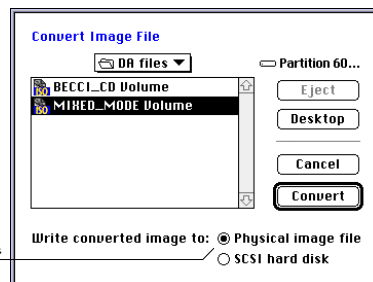 Convert Image File
DA files
Partition 60...
BECCI_CD Volume
MIXED_MODE Volume
Eject
Desktop
Cancel
Convert
Write converted image to:
Physical image file
SCSI hard disk